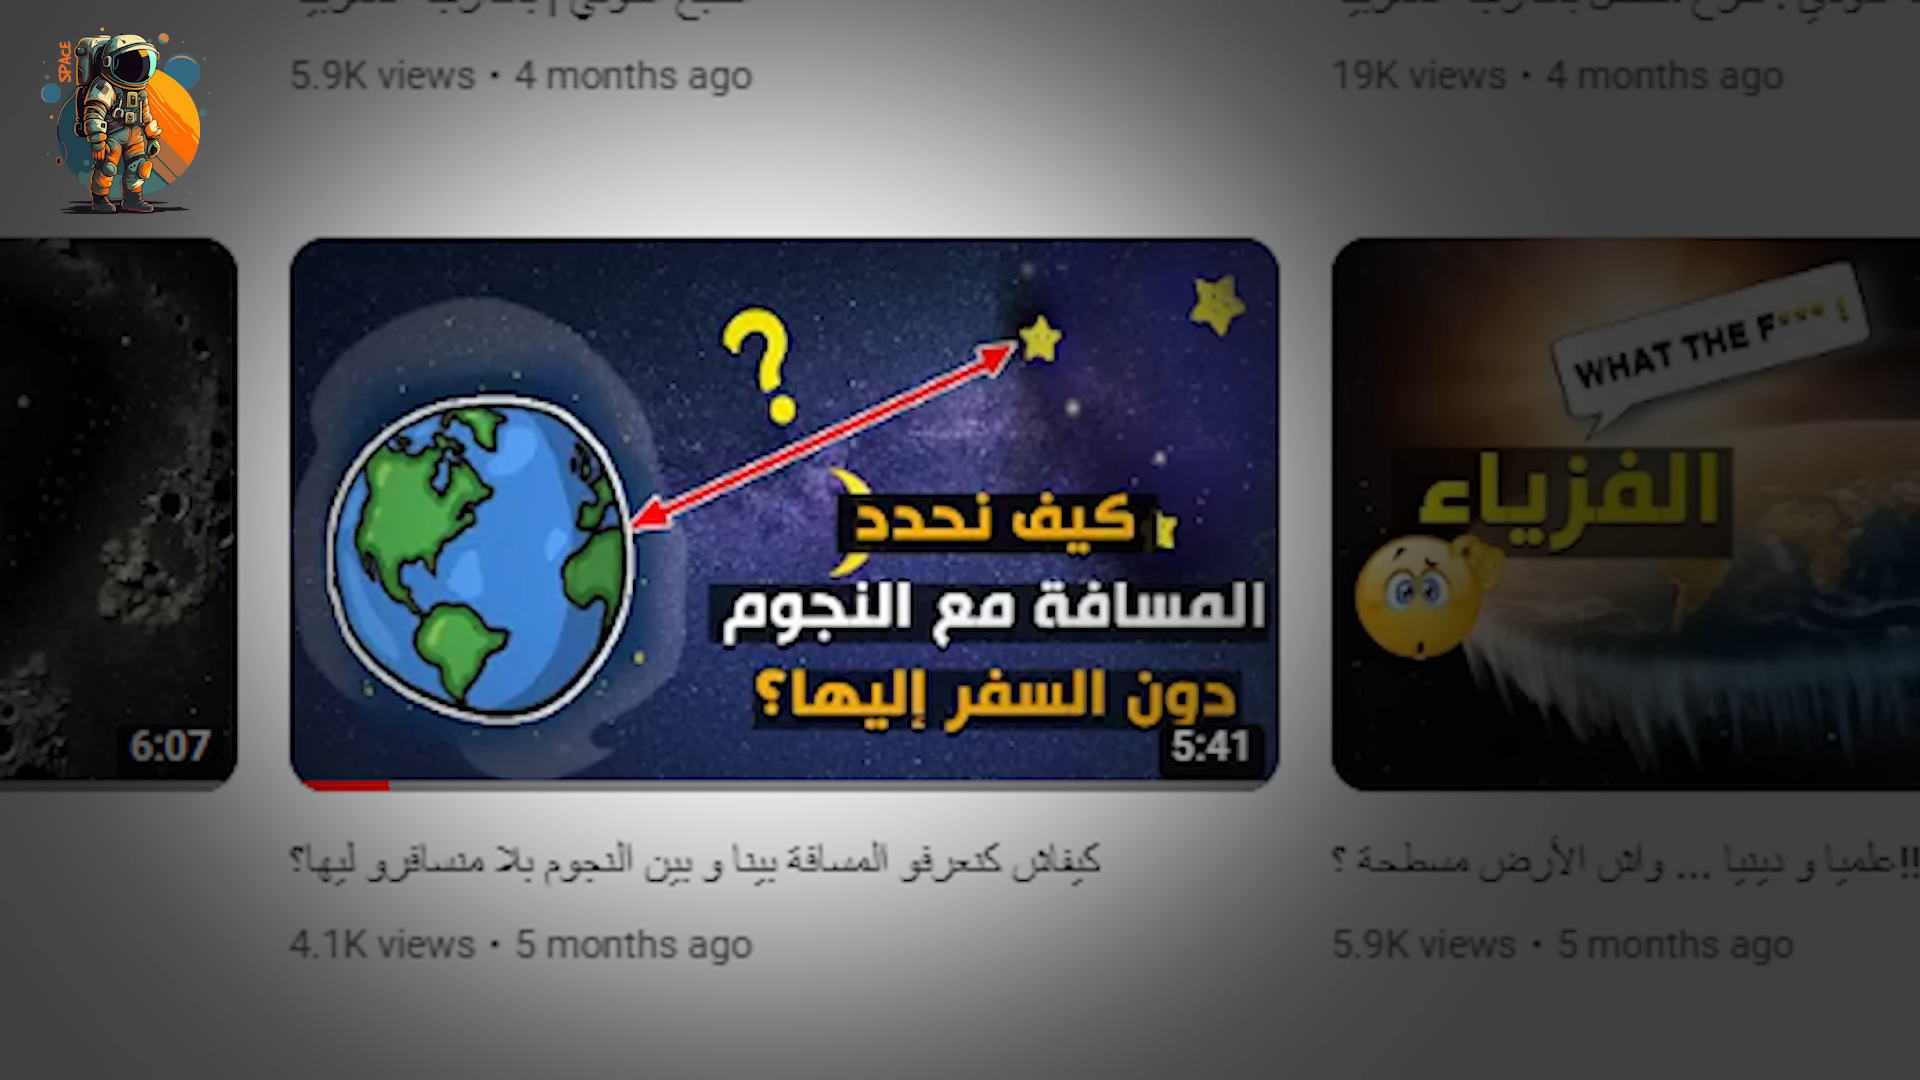 SPACE
5.9K views • 4 months ago
19K views • 4 months ago
WHAT THE F*** !
كيف نحدد
المسافة مع النجوم
دون السفر إليها؟
الفزياء
6:07
5:41
كيفاش كنعرفو المسافة بينا و بين النجوم بلا منسافرو ليها؟
علميا و دينيا ... واش الأرض مسطحة ؟!!
4.1K views • 5 months ago
5.9K views • 5 months ago